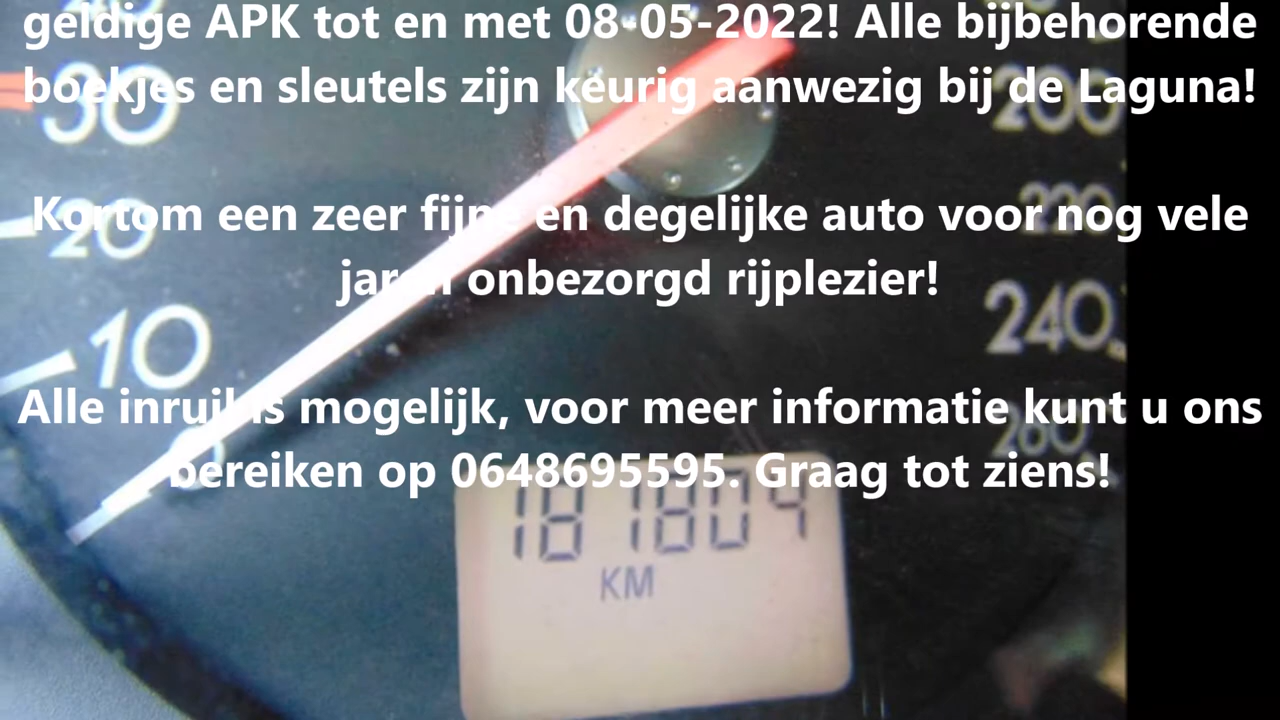 geldige APK tot en met 08-05-2022! Alle bijbehorende
boekjes en sleutels zijn keurig aanwezig bij de Laguna!
30
200
Kortom een zeer fijne en degelijke auto voor nog vele
20
220
jaren onbezorgd rijplezier!
10
240
Alle inruil is mogelijk, voor meer informatie kunt u ons
260
bereiken op 0648695595. Graag tot ziens!
181809
KM